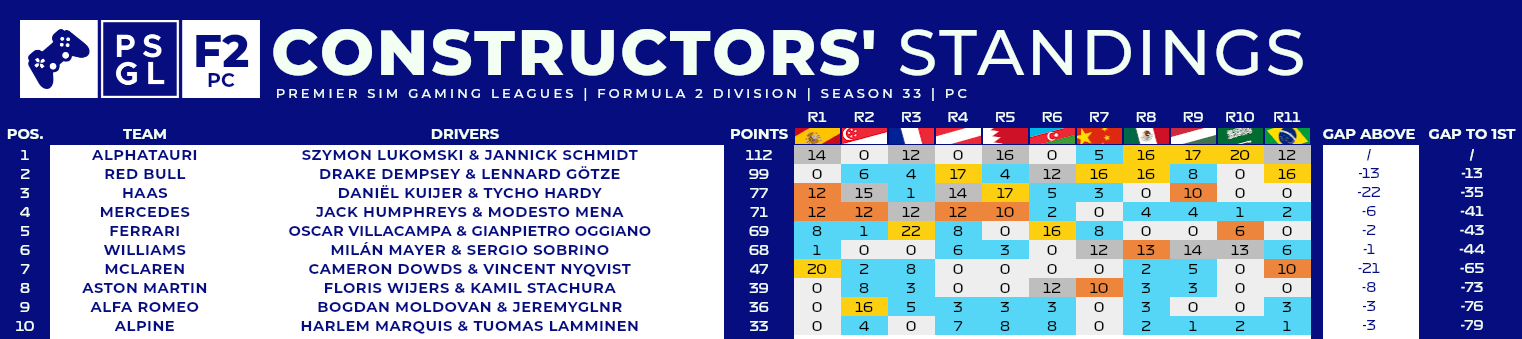 PS
GL
F2
PC
CONSTRUCTORS' STANDINGS
PREMIER SIM GAMING LEAGUES | FORMULA 2 DIVISION | SEASON 33 | PC
R1 R2 R3 R4 R5 R6 R7 R8 R9 R10 R11
POS. TEAM DRIVERS POINTS GAP ABOVE GAP TO 1ST
1 ALPHATAURI SZYMON LUKOMSKI & JANNICK SCHMIDT 112 14 0 12 0 16 0 5 16 17 20 12 / /
2 RED BULL DRAKE DEMPSEY & LENNARD GÖTZE 99 0 6 4 17 4 12 16 16 8 0 16 -13 -13
3 HAAS DANIËL KUIJER & TYCHO HARDY 77 12 15 1 14 17 5 3 0 10 0 0 -22 -35
4 MERCEDES JACK HUMPHREYS & MODESTO MENA 71 12 12 12 12 10 2 0 4 4 1 2 -6 -41
5 FERRARI OSCAR VILLACAMPA & GIANPIETRO OGGIANO 69 8 1 22 8 0 16 8 0 0 6 0 -2 -43
6 WILLIAMS MILÁN MAYER & SERGIO SOBRINO 68 1 0 0 6 3 0 12 13 14 13 6 -1 -44
7 MCLAREN CAMERON DOWDS & VINCENT NYQVIST 47 20 2 8 0 0 0 0 2 5 0 10 -21 -65
8 ASTON MARTIN FLORIS WIJERS & KAMIL STACHURA 39 0 8 3 0 0 12 10 3 3 0 0 -8 -73
9 ALFA ROMEO BOGDAN MOLDOVAN & JEREMYGLNR 36 0 16 5 3 3 3 0 3 0 0 3 -3 -76
10 ALPINE HARLEM MARQUIS & TUOMAS LAMMINEN 33 0 4 0 7 8 8 0 2 1 2 1 -3 -79